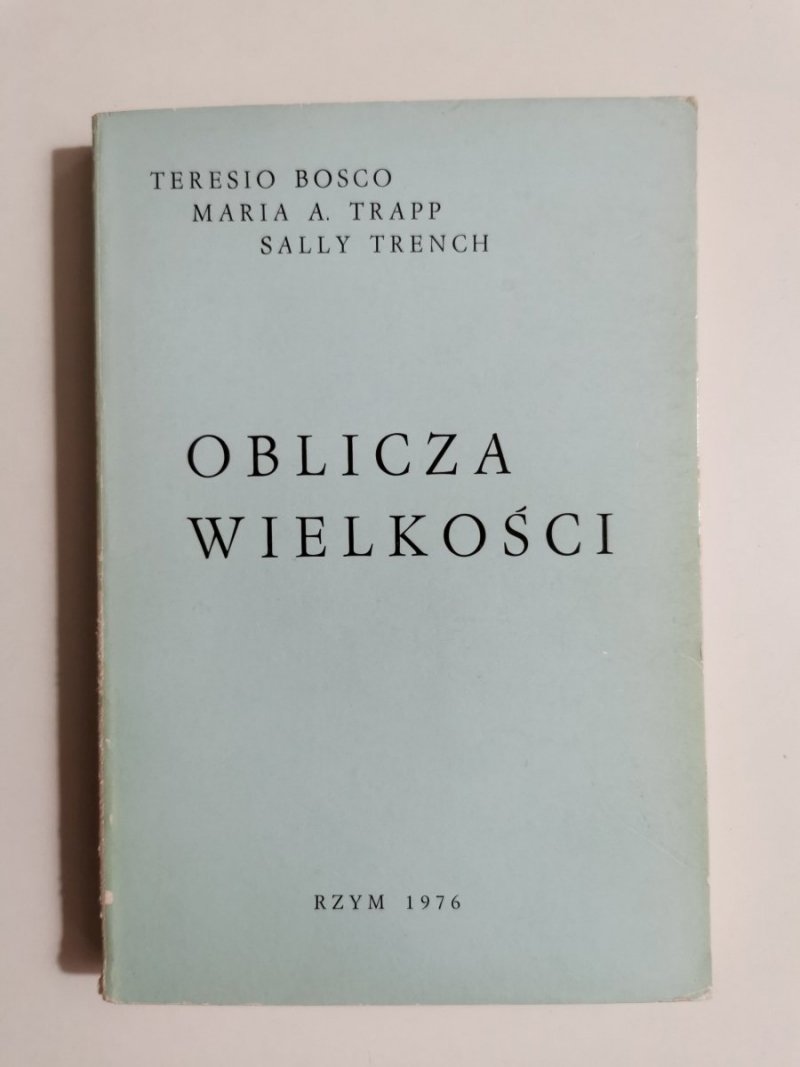 TERESIO BOSCO
MARIA A. TRAPP
SALLY TRENCH
OBLICZA
WIELKOŚCI
RZYM 1976